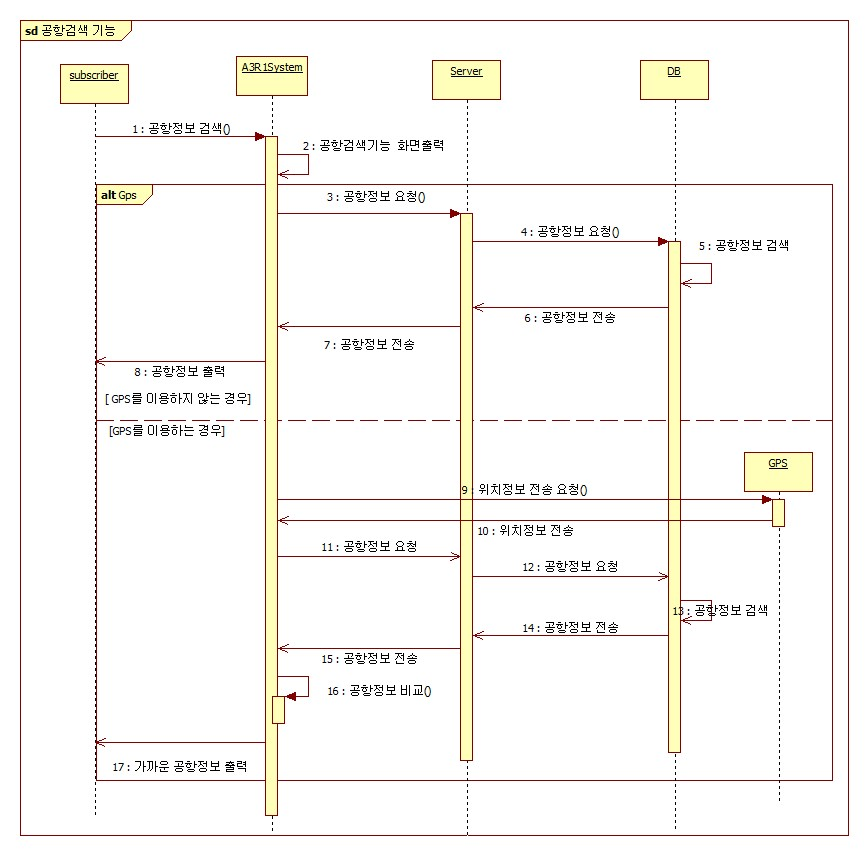 sd 공항검색 기능
subscriber
A3R1System
Server
DB
1 : 공항정보 검색()
2 : 공항검색기능 화면출력
alt Gps
3 : 공항정보 요청()
4 : 공항정보 요청()
5 : 공항정보 검색
6 : 공항정보 전송
7 : 공항정보 전송
8 : 공항정보 출력
[ GPS를 이용하지 않는 경우]
[GPS를 이용하는 경우]
GPS
9 : 위치정보 전송 요청()
10 : 위치정보 전송
11 : 공항정보 요청
12 : 공항정보 요청
13 : 공항정보 검색
14 : 공항정보 전송
15 : 공항정보 전송
16 : 공항정보 비교()
17 : 가까운 공항정보 출력